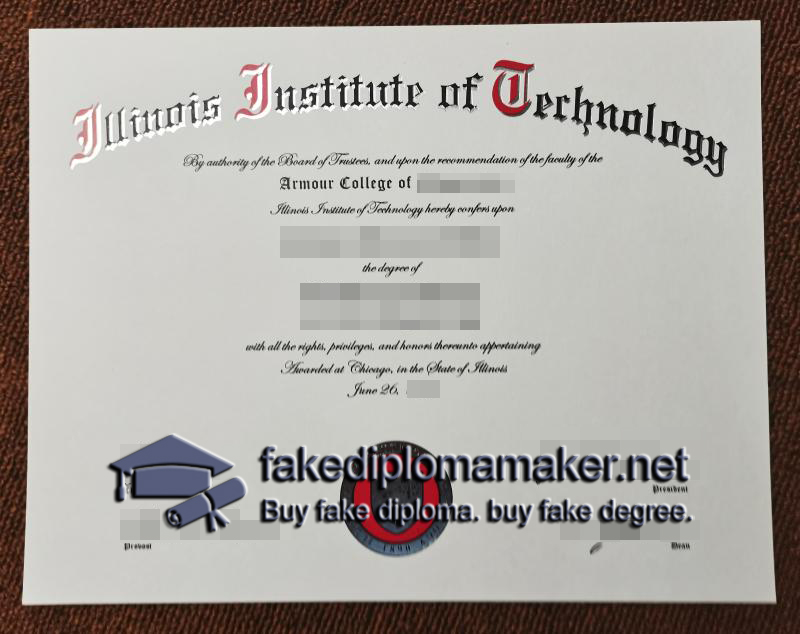 Illinois Institute of Technology
By authority of the Board of Trustees, and upon the recommendation of the faculty of the
Armour College of
Illinois Institute of Technology hereby confers upon
the degree of
with all the rights, privileges, and honors thereunto appertaining
Awarded at Chicago, in the State of Illinois
June 26,
fakediplomamaker.net
President
Buy fake diploma. buy fake degree.
1890
Provost
Dean